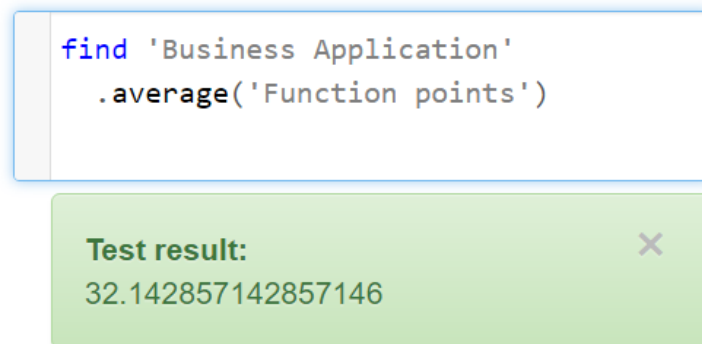 find 'Business Application'
.average('Function points')
Test result:
32.142857142857146